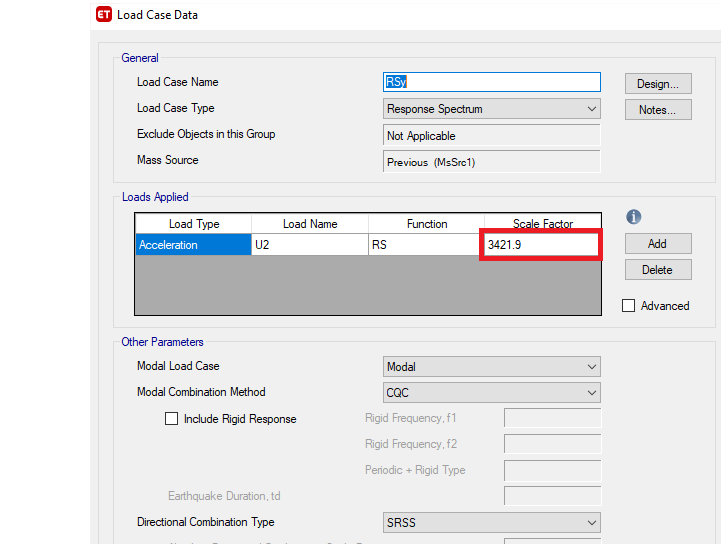 ET Load Case Data
General
Load Case Name RSy Design...
Load Case Type Response Spectrum Notes...
Exclude Objects in this Group Not Applicable
Mass Source Previous (MsSrc1)
Loads Applied
Load Type Load Name Function Scale Factor i
Acceleration U2 RS 3421.9 Add
Delete
Advanced
Other Parameters
Modal Load Case Modal
Modal Combination Method CQC
Include Rigid Response Rigid Frequency, f1
Rigid Frequency, f2
Periodic + Rigid Type
Earthquake Duration, td
Directional Combination Type SRSS